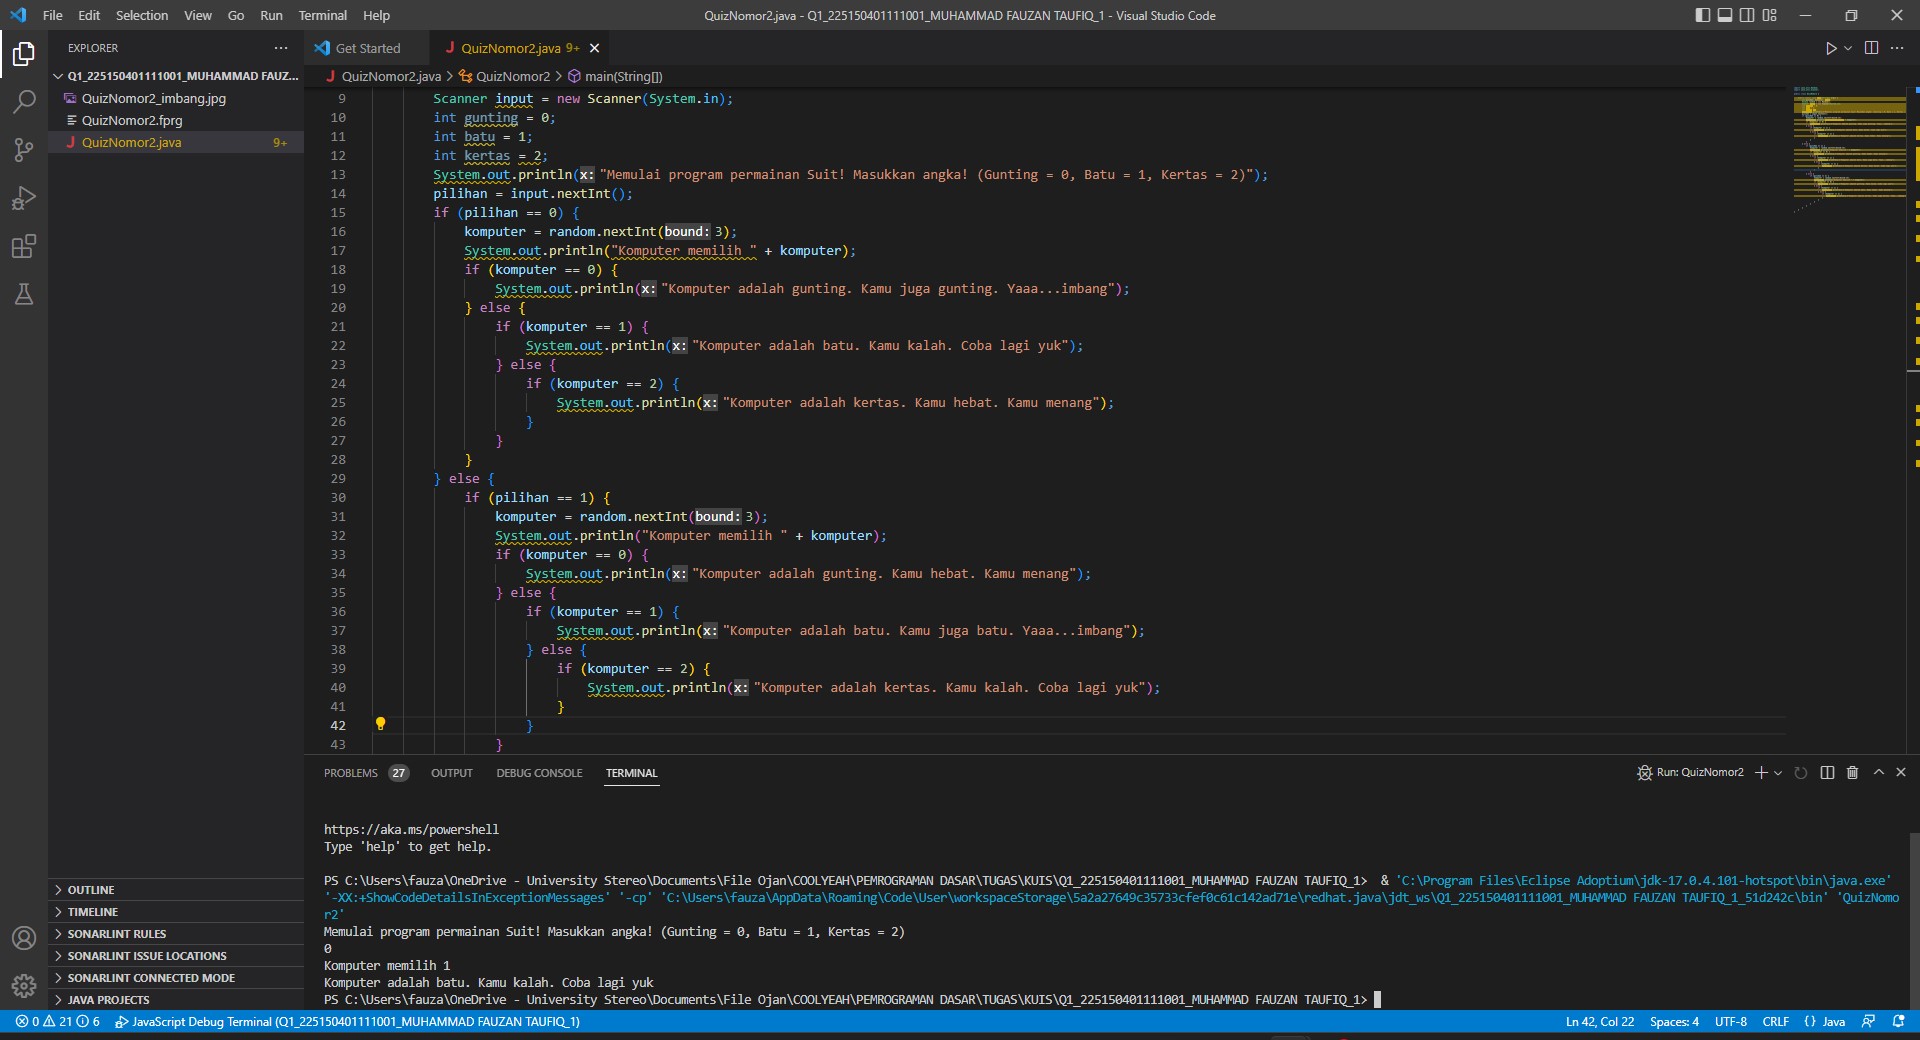 File Edit Selection View Go Run Terminal Help
QuizNomor2.java - Q1_225150401111001_MUHAMMAD FAUZAN TAUFIQ_1 - Visual Studio Code
EXPLORER
Q1_225150401111001_MUHAMMAD FAUZ...
QuizNomor2_imbang.jpg
QuizNomor2.fprg
J QuizNomor2.java 9+
Get Started
J QuizNomor2.java 9+
J QuizNomor2.java > QuizNomor2 > main(String[])
9 Scanner input = new Scanner(System.in);
10 int gunting = 0;
11 int batu = 1;
12 int kertas = 2;
13 System.out.println(x: "Memulai program permainan Suit! Masukkan angka! (Gunting = 0, Batu = 1, Kertas = 2)");
14 pilihan = input.nextInt();
15 if (pilihan == 0) {
16 komputer = random.nextInt(bound: 3);
17 System.out.println("Komputer memilih " + komputer);
18 if (komputer == 0) {
19 System.out.println(x: "Komputer adalah gunting. Kamu juga gunting. Yaaa...imbang");
20 } else {
21 if (komputer == 1) {
22 System.out.println(x: "Komputer adalah batu. Kamu kalah. Coba lagi yuk");
23 } else {
24 if (komputer == 2) {
25 System.out.println(x: "Komputer adalah kertas. Kamu hebat. Kamu menang");
26 }
27 }
28 }
29 } else {
30 if (pilihan == 1) {
31 komputer = random.nextInt(bound: 3);
32 System.out.println("Komputer memilih " + komputer);
33 if (komputer == 0) {
34 System.out.println(x: "Komputer adalah gunting. Kamu hebat. Kamu menang");
35 } else {
36 if (komputer == 1) {
37 System.out.println(x: "Komputer adalah batu. Kamu juga batu. Yaaa...imbang");
38 } else {
39 if (komputer == 2) {
40 System.out.println(x: "Komputer adalah kertas. Kamu kalah. Coba lagi yuk");
41 }
42 }
43 }
PROBLEMS 27 OUTPUT DEBUG CONSOLE TERMINAL
Run: QuizNomor2
https://aka.ms/powershell
Type 'help' to get help.
PS C:\Users\fauza\OneDrive - University Stereo\Documents\File Ojan\COOLYEAH\PEMROGRAMAN DASAR\TUGAS\KUIS\Q1_225150401111001_MUHAMMAD FAUZAN TAUFIQ_1> & 'C:\Program Files\Eclipse Adoptium\jdk-17.0.4.101-hotspot\bin\java.exe'
'-XX:+ShowCodeDetailsInExceptionMessages' '-cp' 'C:\Users\fauza\AppData\Roaming\Code\User\workspaceStorage\5a2a27649c35733cfef0c61c142ad71e\redhat.java\jdt_ws\Q1_225150401111001_MUHAMMAD FAUZAN TAUFIQ_1_51d242c\bin' 'QuizNomo
r2'
Memulai program permainan Suit! Masukkan angka! (Gunting = 0, Batu = 1, Kertas = 2)
0
Komputer memilih 1
Komputer adalah batu. Kamu kalah. Coba lagi yuk
PS C:\Users\fauza\OneDrive - University Stereo\Documents\File Ojan\COOLYEAH\PEMROGRAMAN DASAR\TUGAS\KUIS\Q1_225150401111001_MUHAMMAD FAUZAN TAUFIQ_1>
OUTLINE
TIMELINE
SONARLINT RULES
SONARLINT ISSUE LOCATIONS
SONARLINT CONNECTED MODE
JAVA PROJECTS
0 21 6 JavaScript Debug Terminal (Q1_225150401111001_MUHAMMAD FAUZAN TAUFIQ_1)
Ln 42, Col 22 Spaces: 4 UTF-8 CRLF {} Java